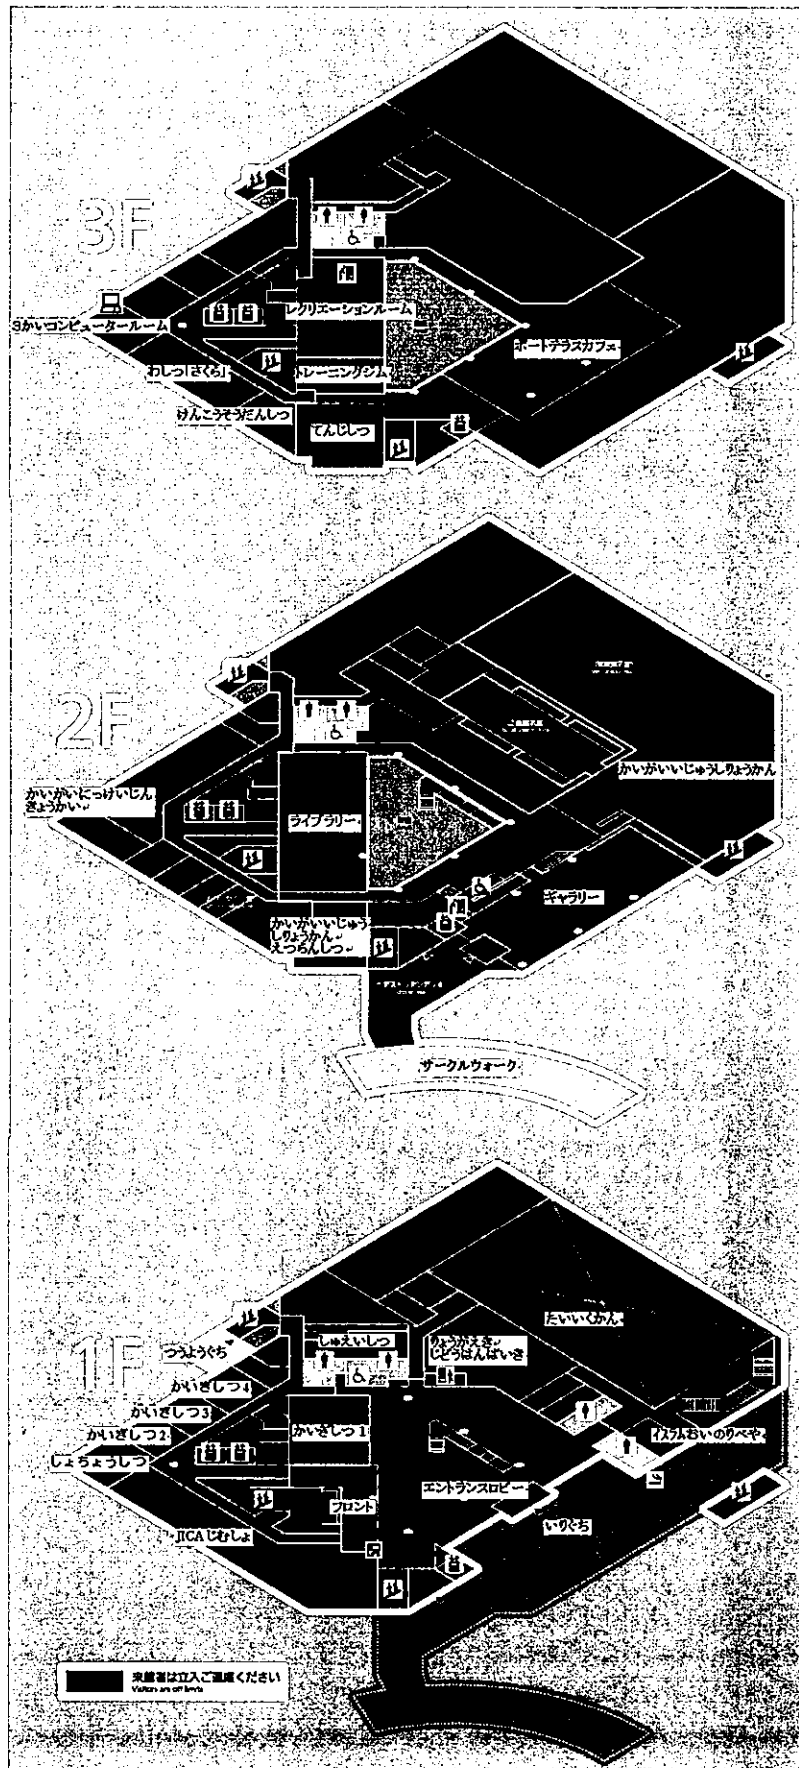 3F
3かいコンピュータールーム
レクリエーションルーム
ポートテラスカフェ
わしつ「さくら」
トレーニングジム
けんこうそうだんしつ
てんじしつ
2F
かいがいいじゅうしりょうかん
かいがいにっけいじん
きょうかい
ライブラリー
ギャラリー
かいがいいじゅう
しりょうかん
えつらんしつ
サークルウォーク
1F
たいいくかん
しゅえいしつ
りょうがえき
じどうはんばいき
つうようぐち
かいぎしつ4
かいぎしつ3
かいぎしつ2
かいぎしつ1
イスラムおいのりべや
しょちょうしつ
エントランスロビー
フロント
いりぐち
JICAじむしょ
来館者は立入ご遠慮ください